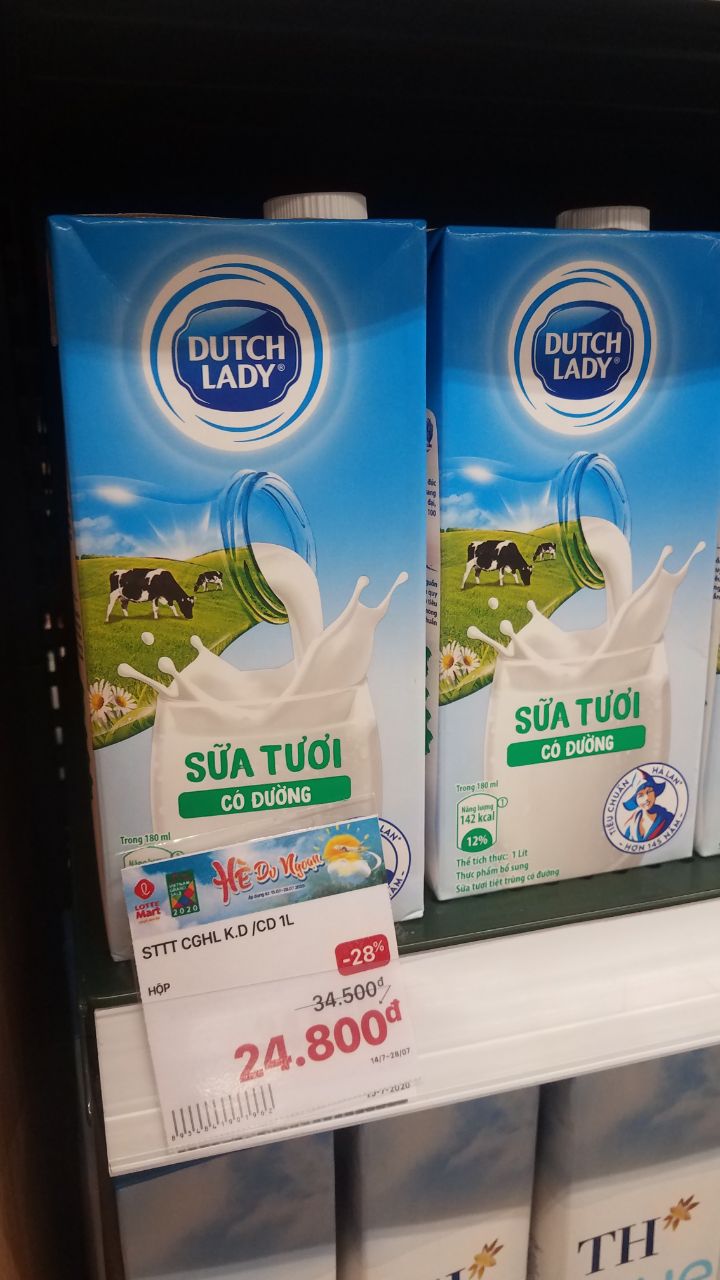 DUTCH
LADY®
SỮA TƯƠI
CÓ ĐƯỜNG
Trong 180 ml
DUTCH
LADY®
SỮA TƯƠI
CÓ ĐƯỜNG
Trong 180 ml
Năng lượng
142 kcal
12%
Thể tích thực: 1 Lít
Thực phẩm bổ sung
Sữa tươi tiệt trùng có đường
TIÊU CHUẨN HÀ LAN®
HƠN 145 NĂM
LOTTE
Mart
VIETNAM
GRAND
SALE
2020
HÈ Du Ngoạn
STTT CGHL K.D /CD 1L
-28%
HỘP
34.500đ
24.800đ
14/7-28/07
TH